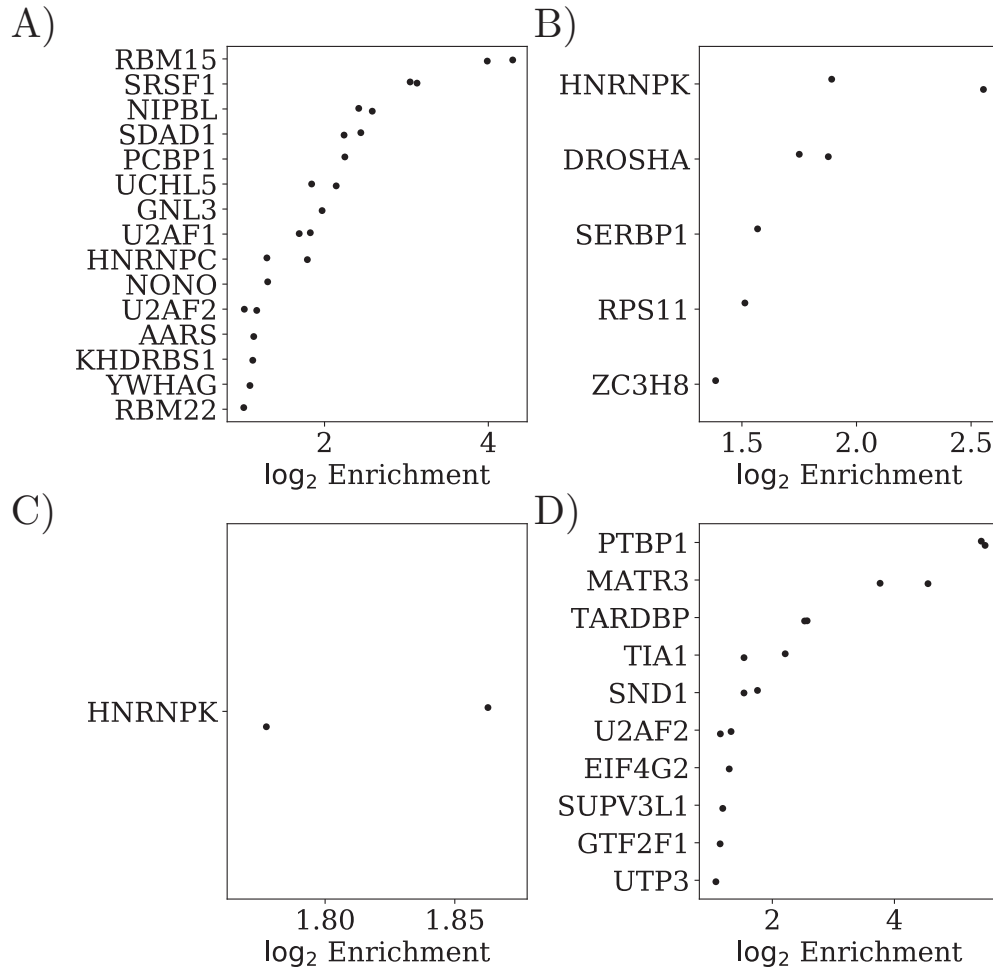 A)
RBM15
SRSF1
NIPBL
SDAD1
PCBP1
UCHL5
GNL3
U2AF1
HNRNPC
NONO
U2AF2
AARS
KHDRBS1
YWHAG
RBM22
2 4
log₂ Enrichment
B)
HNRNPK
DROSHA
SERBP1
RPS11
ZC3H8
1.5 2.0 2.5
log₂ Enrichment
C)
HNRNPK
1.80 1.85
log₂ Enrichment
D)
PTBP1
MATR3
TARDBP
TIA1
SND1
U2AF2
EIF4G2
SUPV3L1
GTF2F1
UTP3
2 4
log₂ Enrichment